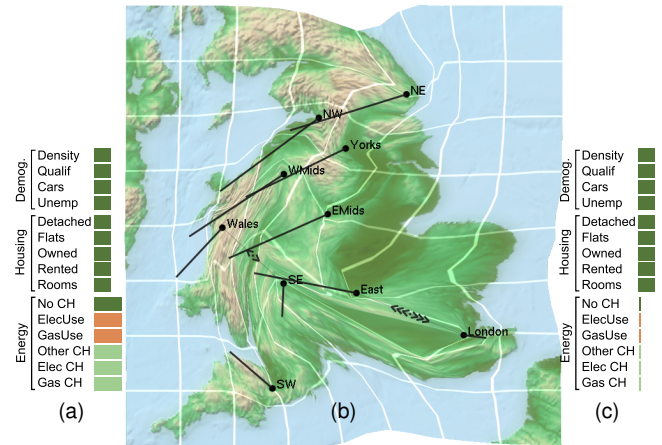 Demog.
Density
Qualif
Cars
Unemp
Housing
Detached
Flats
Owned
Rented
Rooms
Energy
No CH
ElecUse
GasUse
Other CH
Elec CH
Gas CH
(a)
NE
NW
Yorks
WMids
EMids
Wales
SE
East
London
SW
(b)
Demog.
Density
Qualif
Cars
Unemp
Housing
Detached
Flats
Owned
Rented
Rooms
Energy
No CH
ElecUse
GasUse
Other CH
Elec CH
Gas CH
(c)